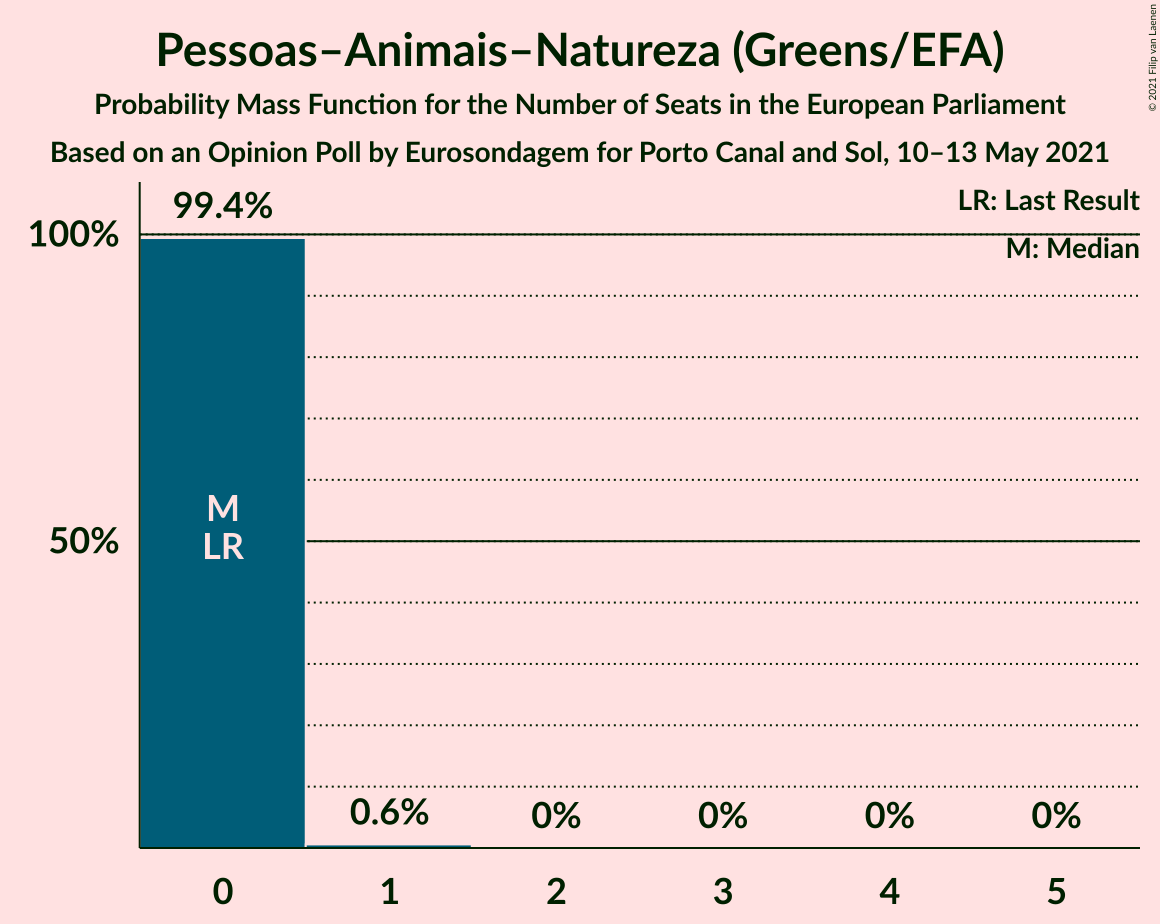 Pessoas–Animais–Natureza (Greens/EFA)
Probability Mass Function for the Number of Seats in the European Parliament
Based on an Opinion Poll by Eurosondagem for Porto Canal and Sol, 10–13 May 2021
© 2021 Filip van Laenen
LR: Last Result
M: Median
99.4%
100%
M
LR
50%
0.6%
0%
0%
0%
0%
0 1 2 3 4 5